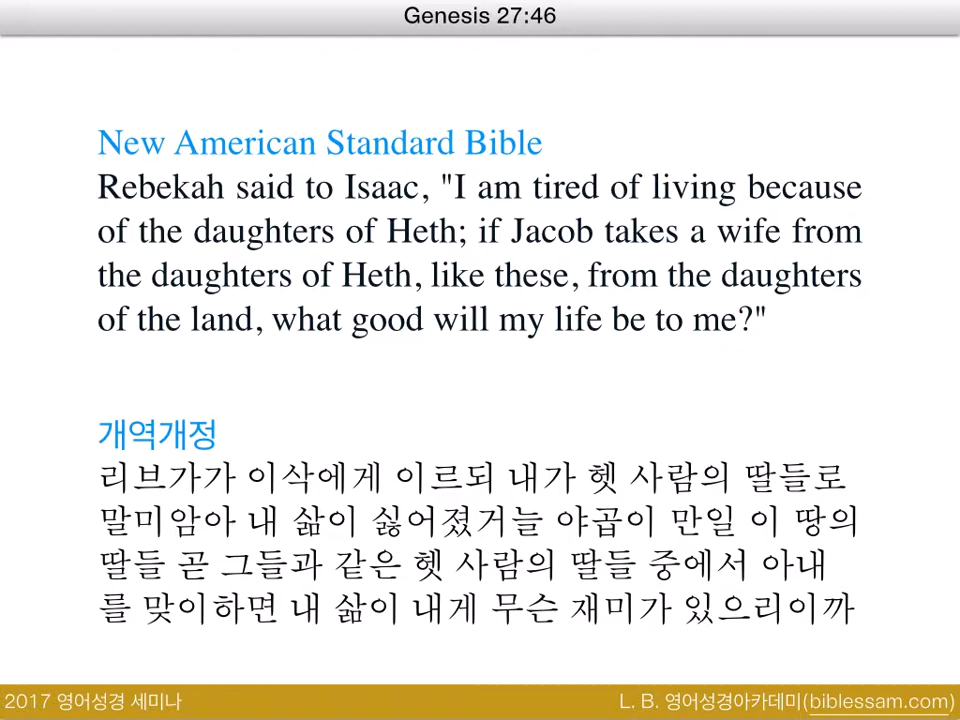 Genesis 27:46
New American Standard Bible
Rebekah said to Isaac, "I am tired of living because
of the daughters of Heth; if Jacob takes a wife from
the daughters of Heth, like these, from the daughters
of the land, what good will my life be to me?"
개역개정
리브가가 이삭에게 이르되 내가 헷 사람의 딸들로
말미암아 내 삶이 싫어졌거늘 야곱이 만일 이 땅의
딸들 곧 그들과 같은 헷 사람의 딸들 중에서 아내
를 맞이하면 내 삶이 내게 무슨 재미가 있으리이까
2017 영어성경 세미나
L. B. 영어성경아카데미(biblessam.com)